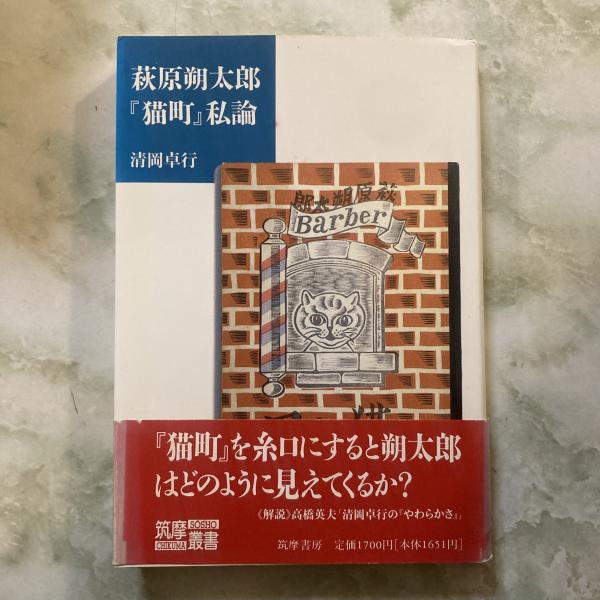 萩原朔太郎
『猫町』私論
清岡卓行
郎太朔原萩
Barber
『猫町』を糸口にすると朔太郎
はどのように見えてくるか?
《解説》高橋英夫「清岡卓行の『やわらかさ』」
筑摩 SOSHO
CHIKUMA 叢書
筑摩書房 定価1700円[本体1651円]